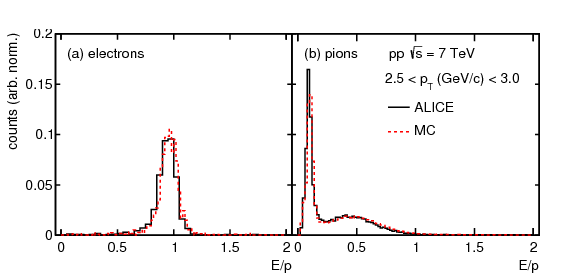 counts (arb. norm.)
0.2
0.15
0.1
0.05
0
(a) electrons
0 0.5 1 1.5 2
E/p
(b) pions
pp √s = 7 TeV
2.5 < p_T (GeV/c) < 3.0
ALICE
MC
0 0.5 1 1.5 2
E/p